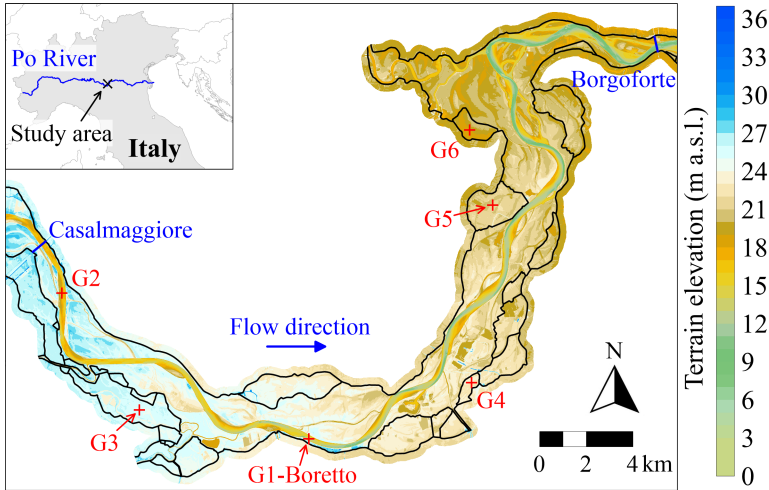 Po River
Study area
Italy
Casalmaggiore
Borgoforte
G6
G5
G2
Flow direction
G4
G3
G1-Boretto
N
0 2 4 km
Terrain elevation (m a.s.l.)
36
33
30
27
24
21
18
15
12
9
6
3
0